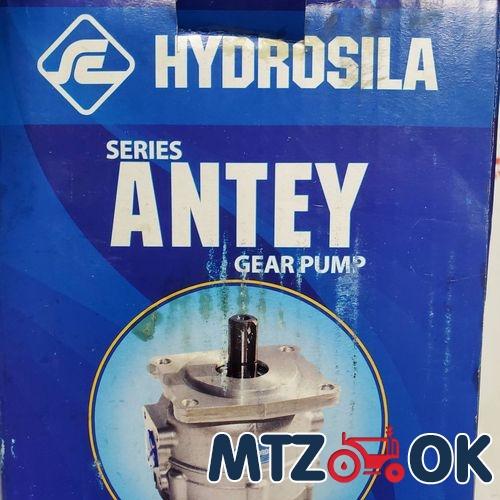 HYDROSILA
SERIES
ANTEY
GEAR PUMP
MTZ OK